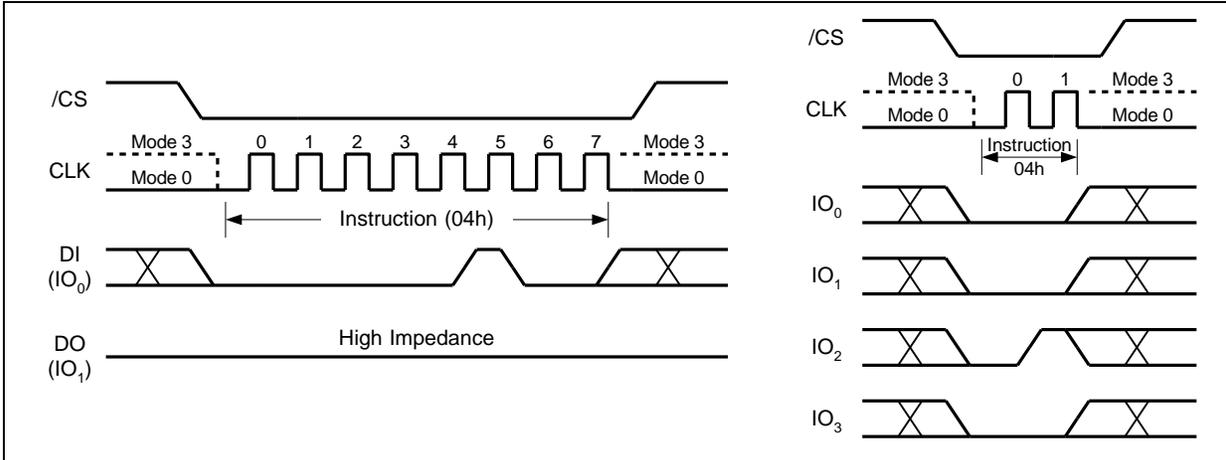 /CS
Mode 3 0 1 2 3 4 5 6 7 Mode 3
CLK
Mode 0 Mode 0
Instruction (04h)
DI
(IO0)
High Impedance
DO
(IO1)
/CS
Mode 3 0 1 Mode 3
CLK
Mode 0 Mode 0
Instruction
04h
IO0
IO1
IO2
IO3